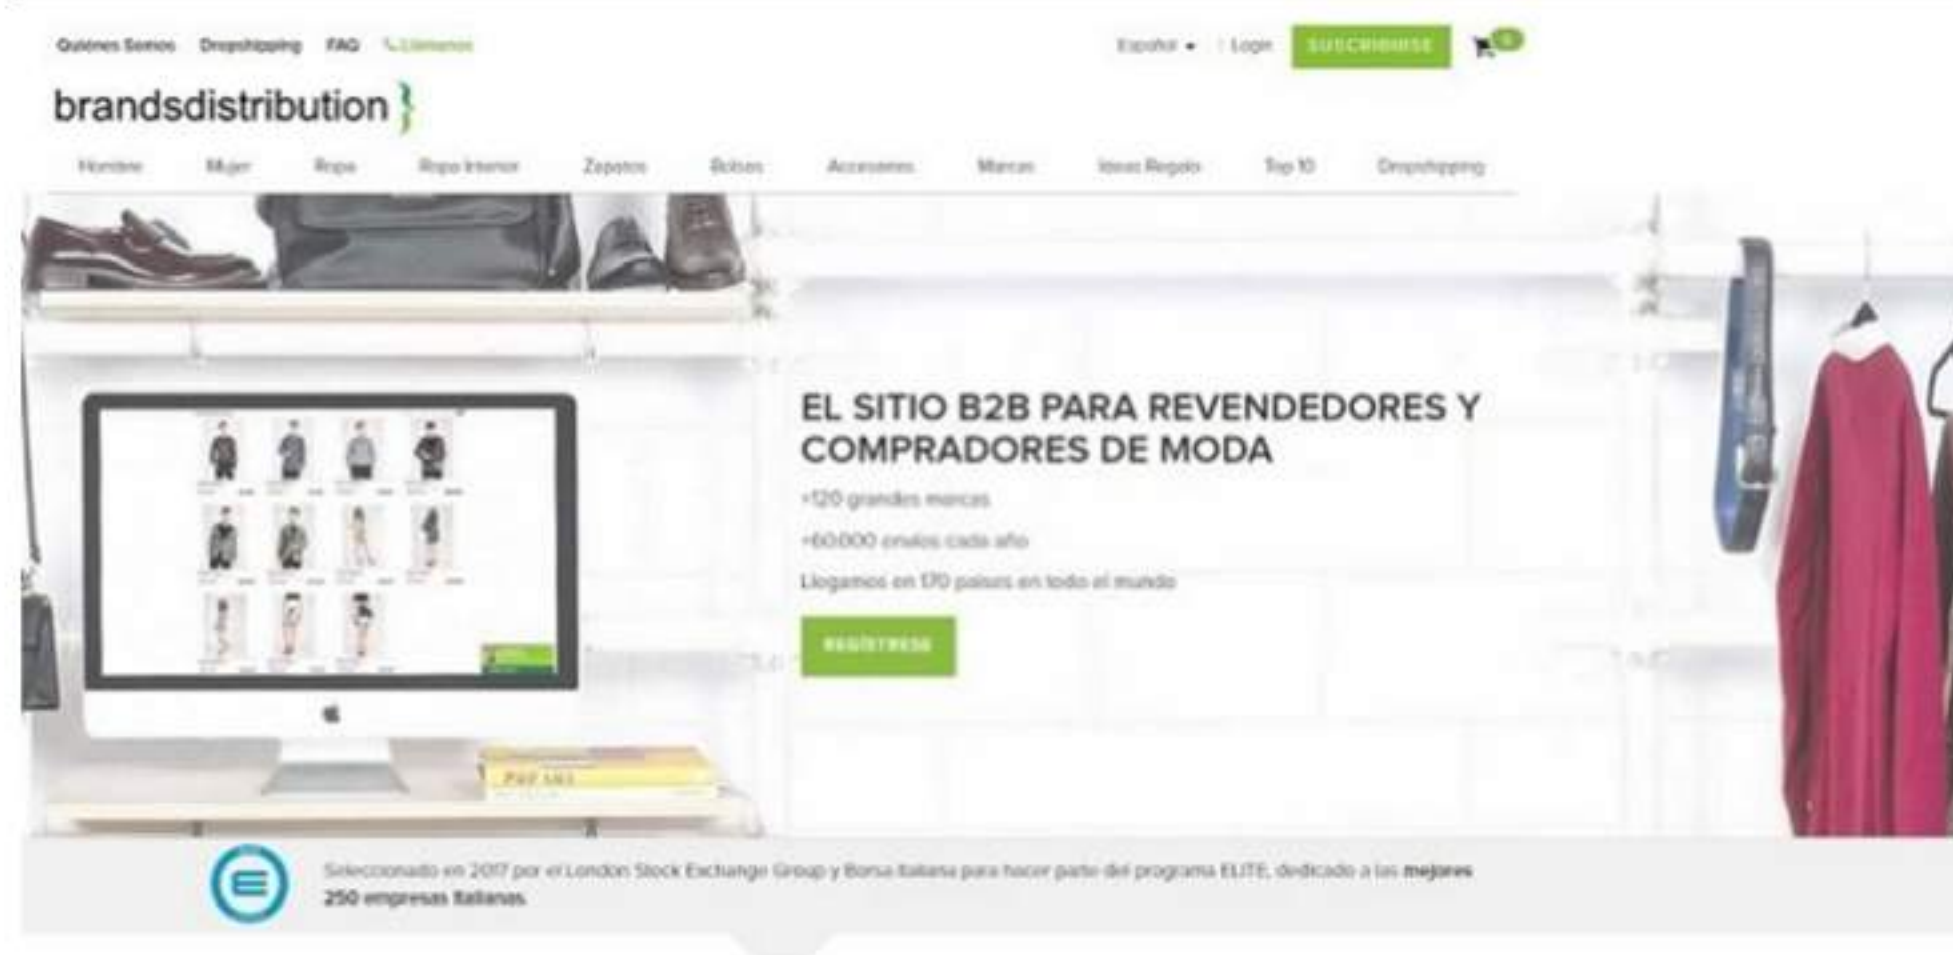 Quiénes Somos Dropshipping FAQ Llámanos
Español Login SUSCRIBIRSE
brandsdistribution
Hombre Mujer Ropa Ropa Interior Zapatos Bolsos Accesorios Marcas Ideas Regalo Top 10 Dropshipping
EL SITIO B2B PARA REVENDEDORES Y
COMPRADORES DE MODA
+120 grandes marcas
+60.000 envíos cada año
Llegamos en 170 países en todo el mundo
REGÍSTRESE
Seleccionado en 2017 por el London Stock Exchange Group y Borsa Italiana para hacer parte del programa ELITE, dedicado a las mejores
250 empresas italianas